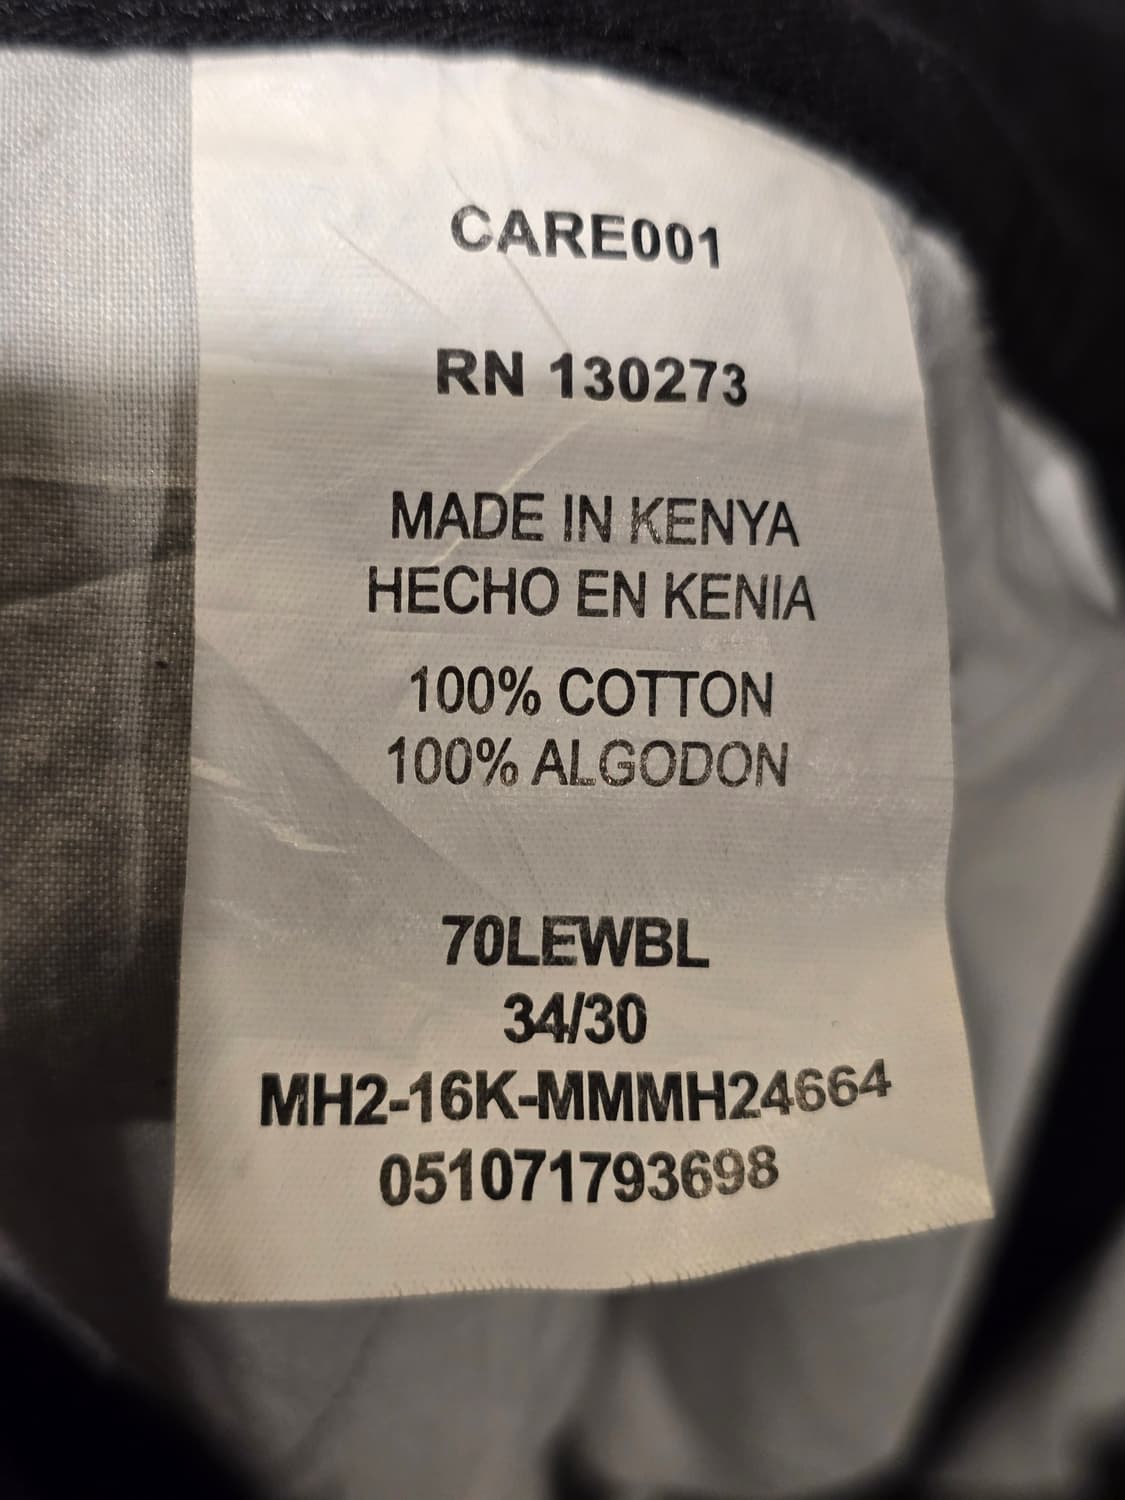 CARE001
RN 130273
MADE IN KENYA
HECHO EN KENIA
100% COTTON
100% ALGODON
70LEWBL
34/30
MH2-16K-MMMH24664
051071793698